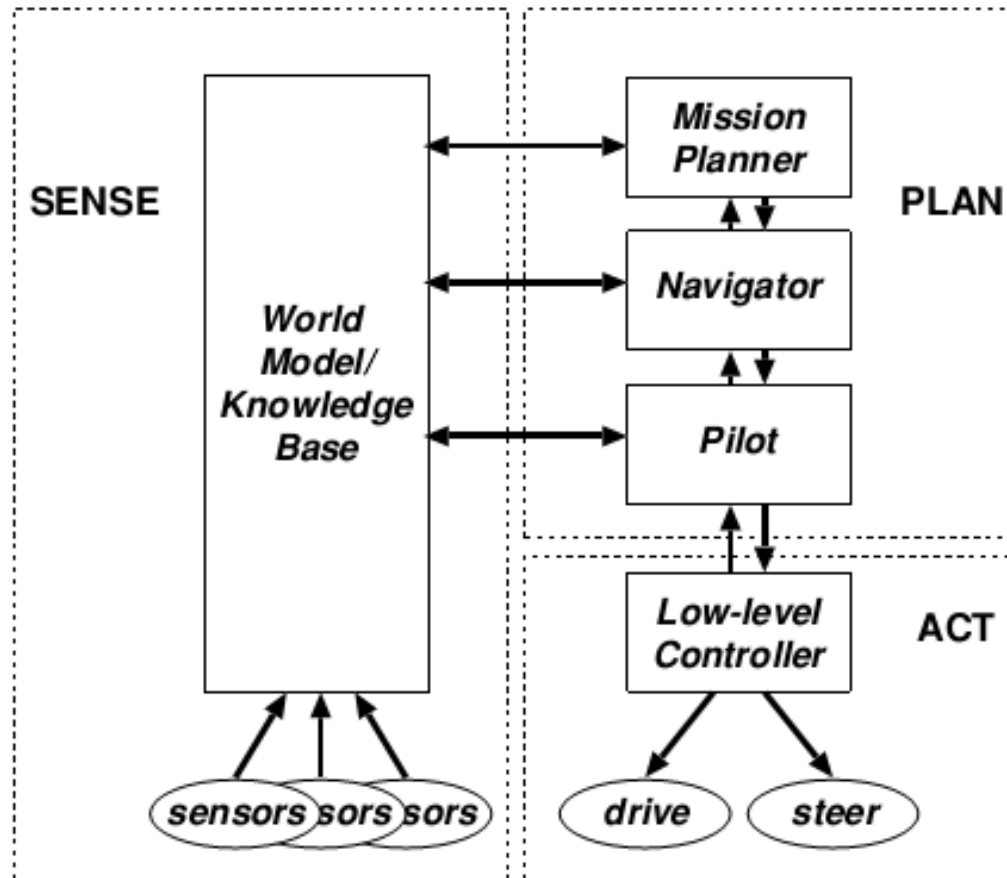 SENSE
World
Model/
Knowledge
Base
sensors
sors
sors
PLAN
Mission
Planner
Navigator
Pilot
ACT
Low-level
Controller
drive
steer